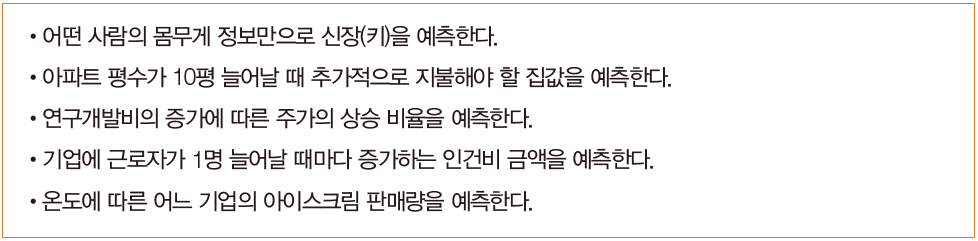 • 어떤 사람의 몸무게 정보만으로 신장(키)을 예측한다.
• 아파트 평수가 10평 늘어날 때 추가적으로 지불해야 할 집값을 예측한다.
• 연구개발비의 증가에 따른 주가의 상승 비율을 예측한다.
• 기업에 근로자가 1명 늘어날 때마다 증가하는 인건비 금액을 예측한다.
• 온도에 따른 어느 기업의 아이스크림 판매량을 예측한다.